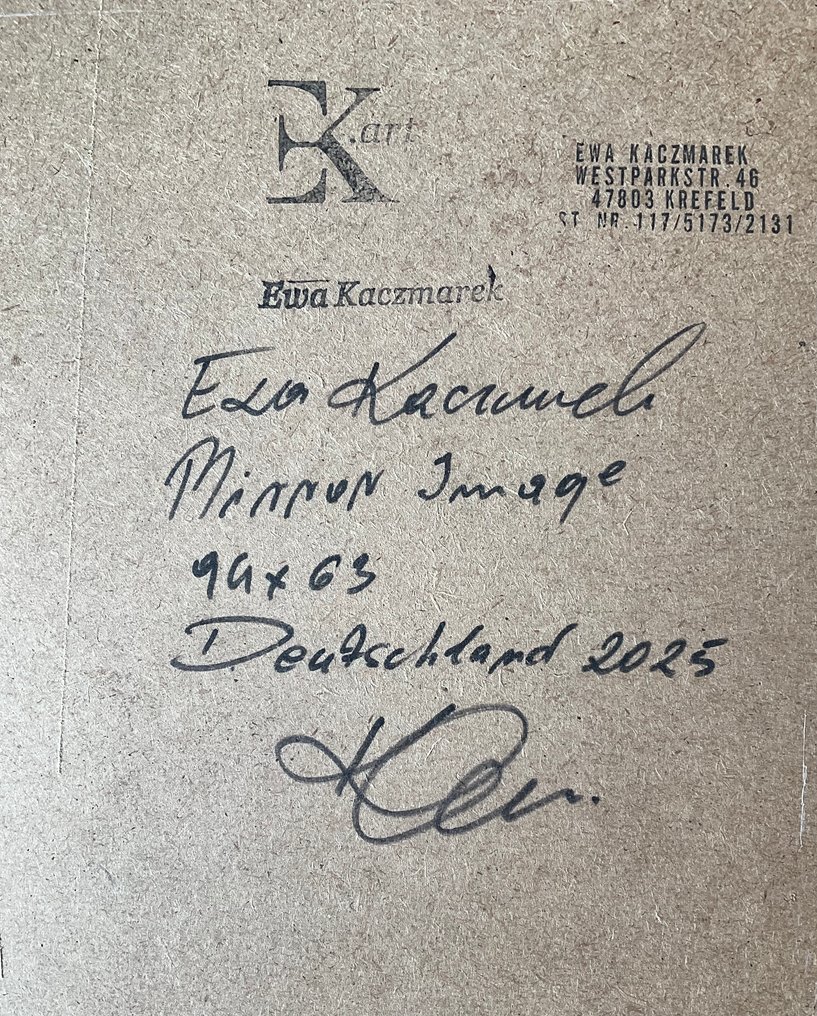 EK.art
EWA KACZMAREK
WESTPARKSTR. 46
47803 KREFELD
ST. NR. 117/5173/2131
Ewa Kaczmarek
Ewa Kaczmarek
Mirror Image
94x63
Deutschland 2025